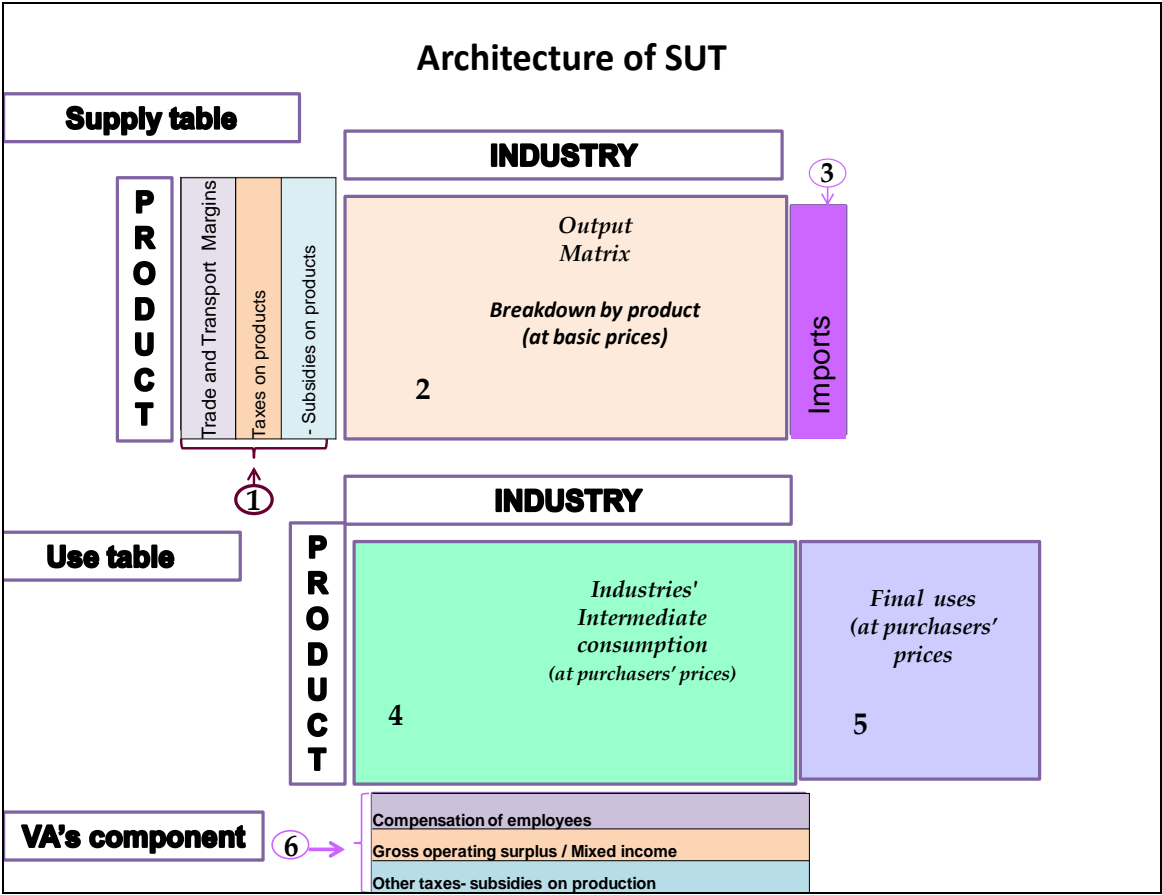 Architecture of SUT
Supply table
INDUSTRY
3
PRODUCT
Trade and Transport Margins
Taxes on products
- Subsidies on products
Output
Matrix
Breakdown by product
(at basic prices)
2
Imports
1
INDUSTRY
Use table
PRODUCT
Industries'
Intermediate
consumption
(at purchasers' prices)
4
Final uses
(at purchasers'
prices
5
VA's component
6
Compensation of employees
Gross operating surplus / Mixed income
Other taxes- subsidies on production